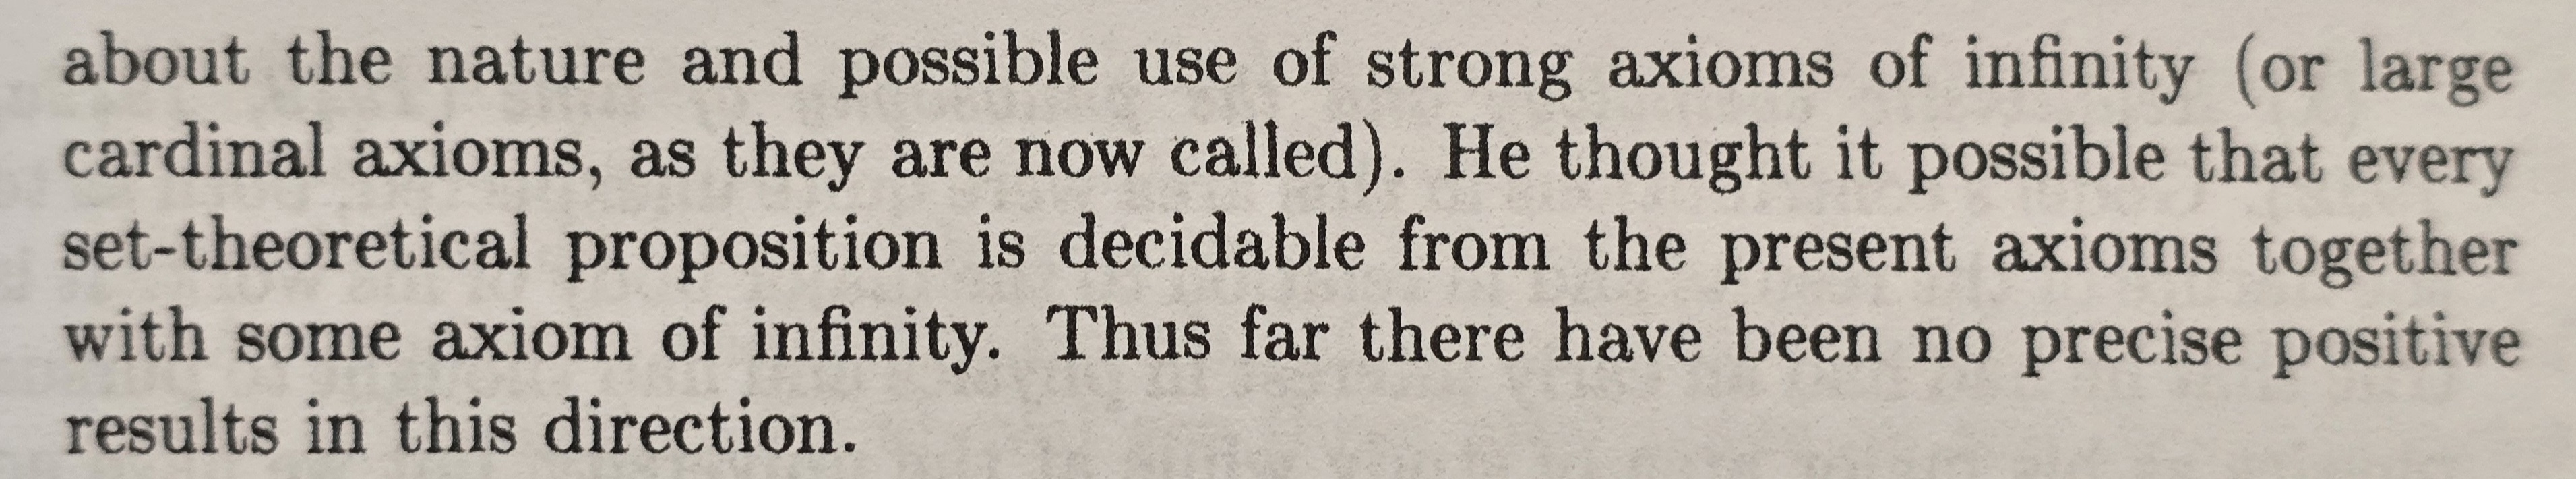 about the nature and possible use of strong axioms of infinity (or large
cardinal axioms, as they are now called). He thought it possible that every
set-theoretical proposition is decidable from the present axioms together
with some axiom of infinity. Thus far there have been no precise positive
results in this direction.